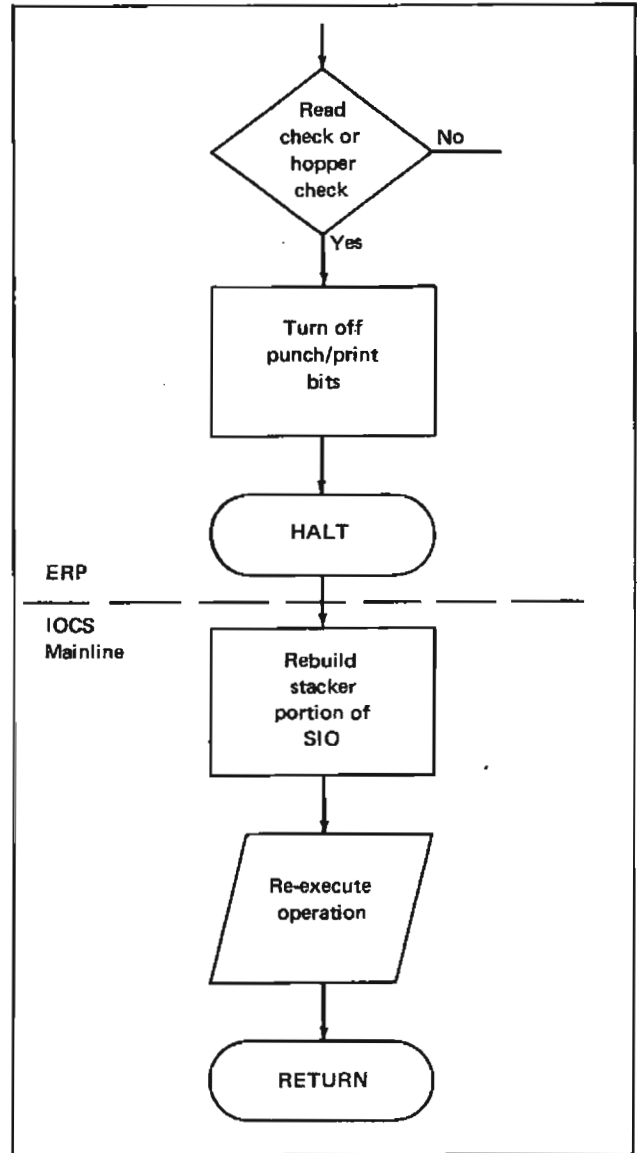 Read
check or
hopper
check
No
Yes
Turn off
punch/print
bits
HALT
ERP
IOCS
Mainline
Rebuild
stacker
portion of
SIO
Re-execute
operation
RETURN